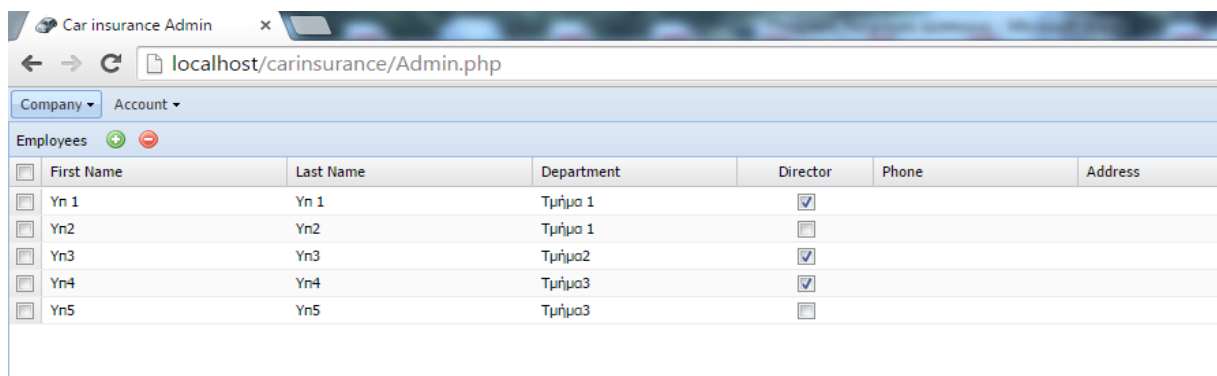 Car insurance Admin
localhost/carinsurance/Admin.php
Company Account
Employees
First Name Last Name Department Director Phone Address
Υπ 1 Υπ 1 Τμήμα 1
Υπ2 Υπ2 Τμήμα 1
Υπ3 Υπ3 Τμήμα2
Υπ4 Υπ4 Τμήμα3
Υπ5 Υπ5 Τμήμα3